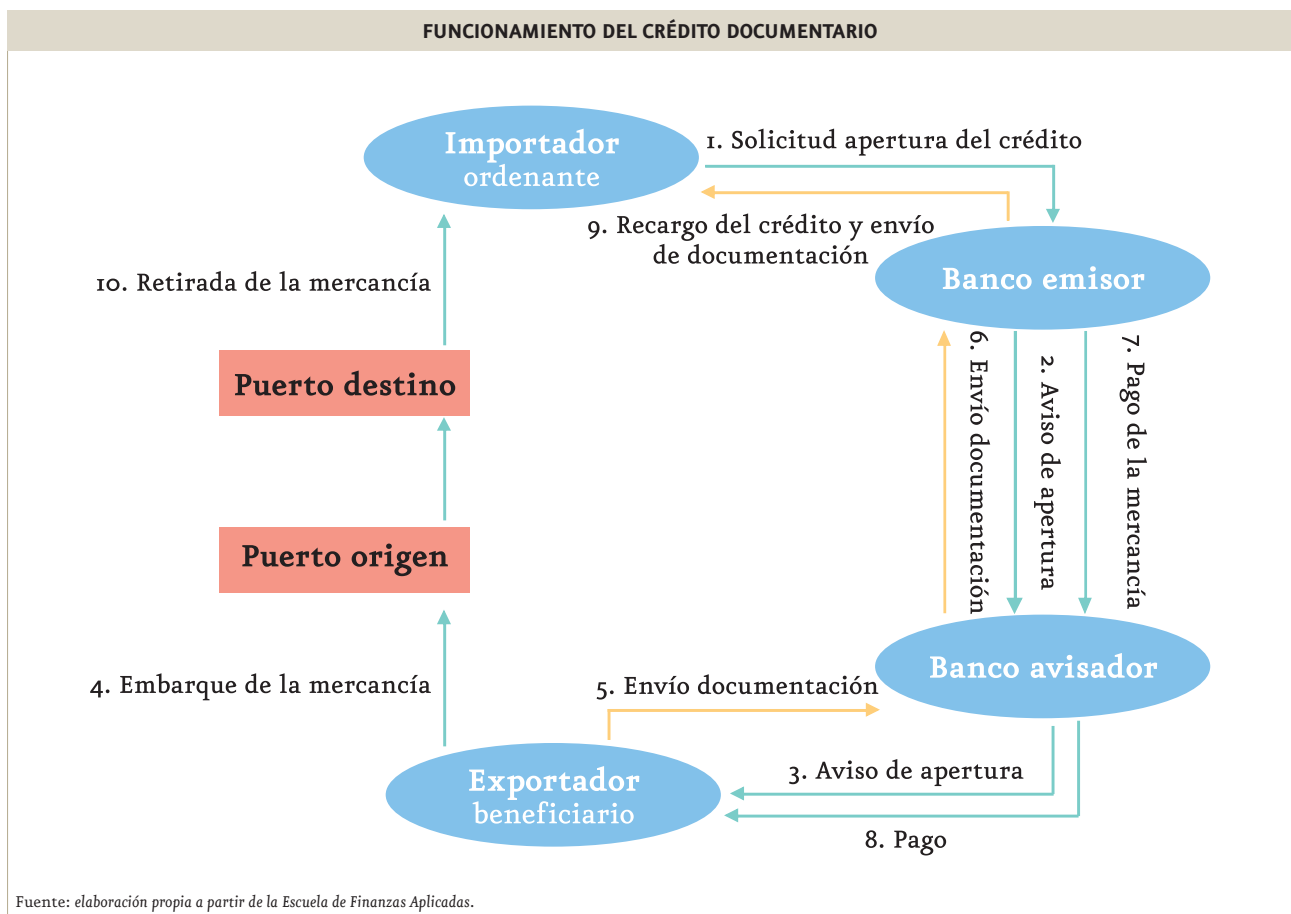 FUNCIONAMIENTO DEL CRÉDITO DOCUMENTARIO
Importador
ordenante
1. Solicitud apertura del crédito
9. Recargo del crédito y envío
de documentación
Banco emisor
10. Retirada de la mercancía
Puerto destino
6. Envío documentación
2. Aviso de apertura
7. Pago de la mercancía
Puerto origen
Banco avisador
4. Embarque de la mercancía
5. Envío documentación
3. Aviso de apertura
Exportador
beneficiario
8. Pago
Fuente: elaboración propia a partir de la Escuela de Finanzas Aplicadas.